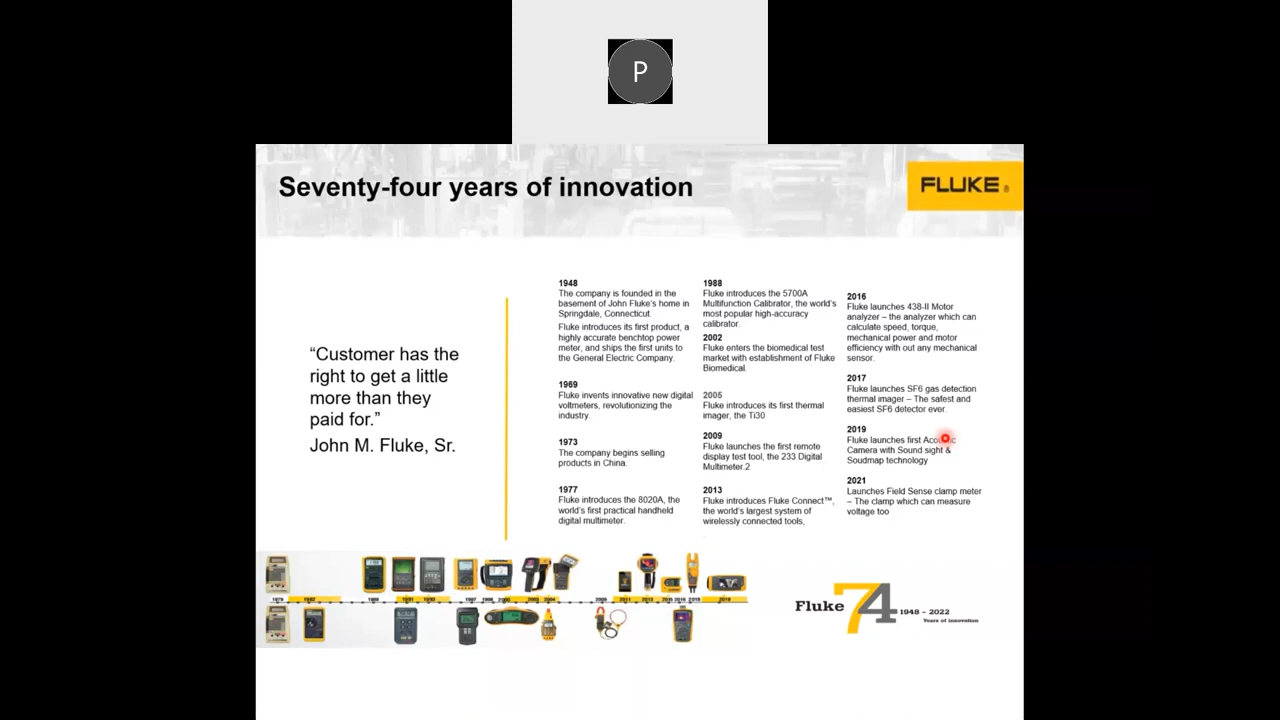 P
Seventy-four years of innovation
FLUKE ®
“Customer has the
right to get a little
more than they
paid for.”
John M. Fluke, Sr.
1948
The company is founded in the
basement of John Fluke's home in
Springdale, Connecticut.
Fluke introduces its first product, a
highly accurate benchtop power
meter, and ships the first units to
the General Electric Company.
1969
Fluke invents innovative new digital
voltmeters, revolutionizing the
industry.
1973
The company begins selling
products in China.
1977
Fluke introduces the 8020A, the
world's first practical handheld
digital multimeter.
1988
Fluke introduces the 5700A
Multifunction Calibrator, the world's
most popular high-accuracy
calibrator.
2002
Fluke enters the biomedical test
market with establishment of Fluke
Biomedical.
2005
Fluke introduces its first thermal
imager, the Ti30
2009
Fluke launches the first remote
display test tool, the 233 Digital
Multimeter.2
2013
Fluke introduces Fluke Connect™,
the world's largest system of
wirelessly connected tools,
2016
Fluke launches 438-II Motor
analyzer – the analyzer which can
calculate speed, torque,
mechanical power and motor
efficiency with out any mechanical
sensor.
2017
Fluke launches SF6 gas detection
thermal imager – The safest and
easiest SF6 detector ever.
2019
Fluke launches first
Camera with Sound sight &
Soudmap technology
2021
Launches Field Sense clamp meter
– The clamp which can measure
voltage too
Fluke 74 1948 – 2022
Years of innovation